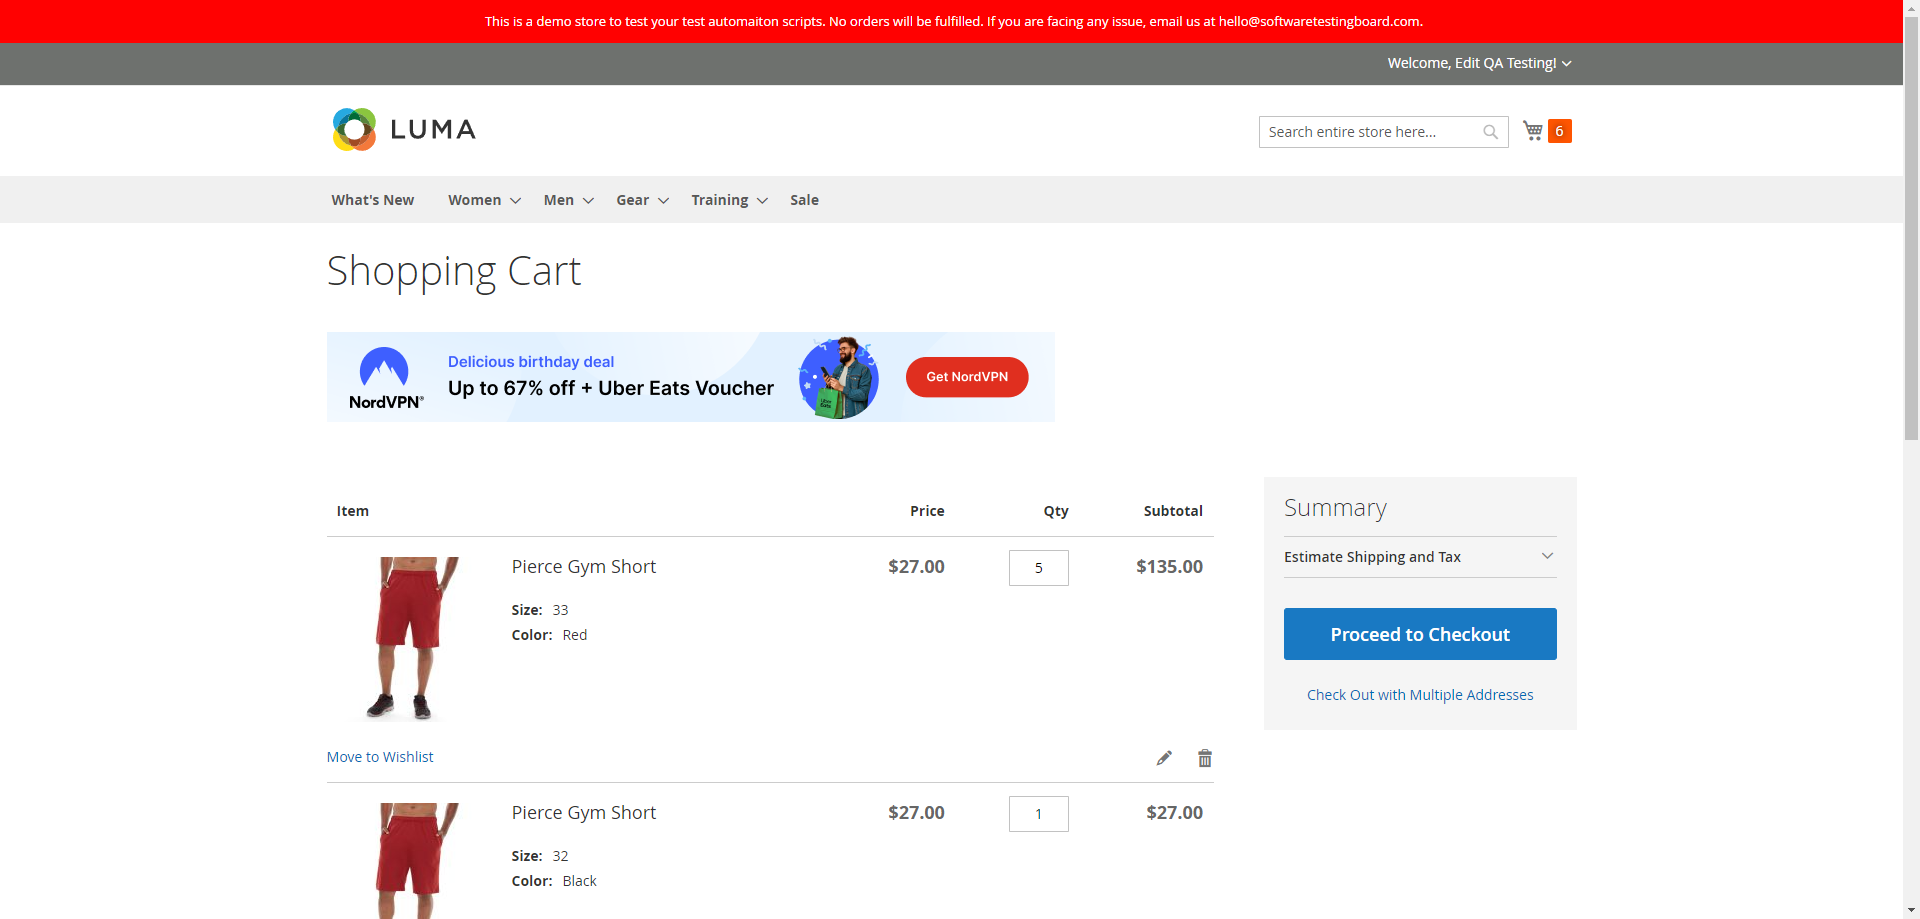 This is a demo store to test your test automaiton scripts. No orders will be fulfilled. If you are facing any issue, email us at hello@softwaretestingboard.com.
Welcome, Edit QA Testing!
LUMA
Search entire store here...
6
What's New Women Men Gear Training Sale
Shopping Cart
NordVPN®
Delicious birthday deal
Up to 67% off + Uber Eats Voucher
Uber
Eats
Get NordVPN
Item Price Qty Subtotal
Pierce Gym Short $27.00 5 $135.00
Size: 33
Color: Red
Move to Wishlist
Pierce Gym Short $27.00 1 $27.00
Size: 32
Color: Black
Summary
Estimate Shipping and Tax
Proceed to Checkout
Check Out with Multiple Addresses